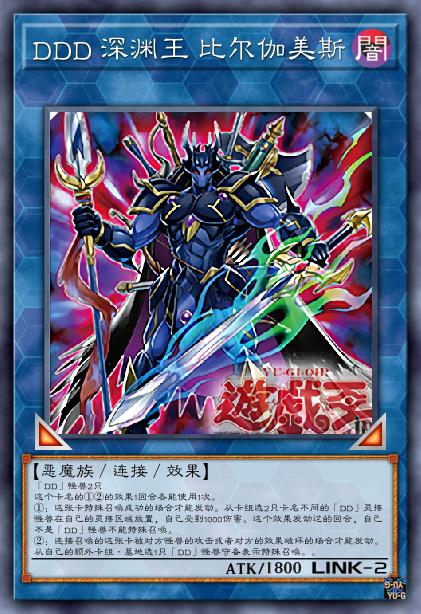 DDD 深渊王 比尔伽美斯 闇
YU-GI-OH!
遊戯王
【恶魔族／连接／效果】
「DD」怪兽2只
这个卡名的①②的效果1回合各能使用1次。
①：这张卡特殊召唤成功的场合才能发动。从卡组选2只卡名不同的「DD」灵摆
怪兽在自己的灵摆区域放置，自己受到1000伤害。这个效果发动过的回合，自己
不是「DD」怪兽不能特殊召唤。
②：连接召唤的这张卡被对方怪兽的攻击或者对方的效果破坏的场合才能发动。
从自己的额外卡组·墓地选1只「DD」怪兽守备表示特殊召唤。。
ATK/1800 LINK-2